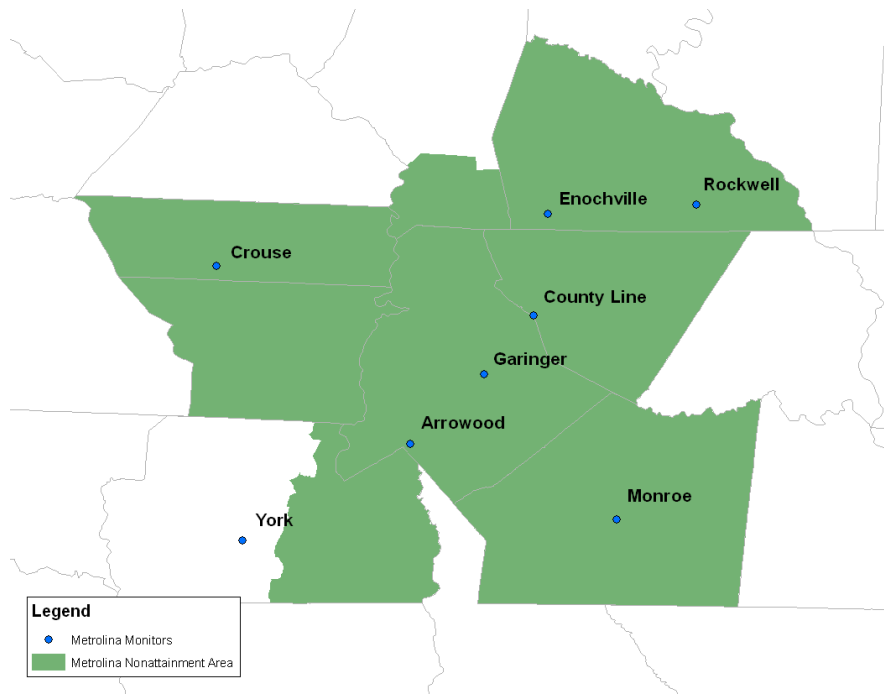 Rockwell
Enochville
Crouse
County Line
Garinger
Arrowood
Monroe
York
Legend
Metrolina Monitors
Metrolina Nonattainment Area